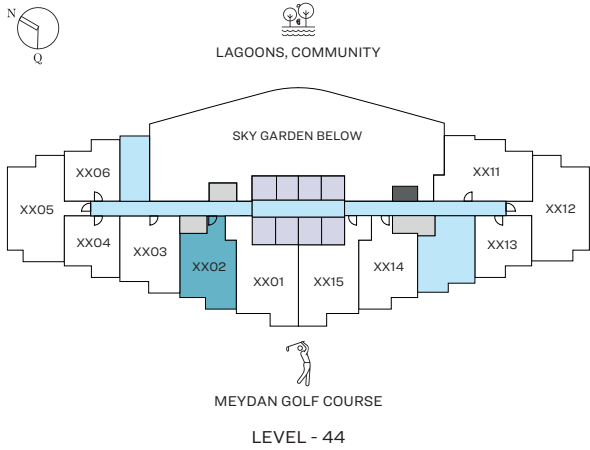 N
Q
LAGOONS, COMMUNITY
SKY GARDEN BELOW
XX06
XX11
XX05
XX12
XX04
XX03
XX02
XX01
XX15
XX14
XX13
MEYDAN GOLF COURSE
LEVEL - 44